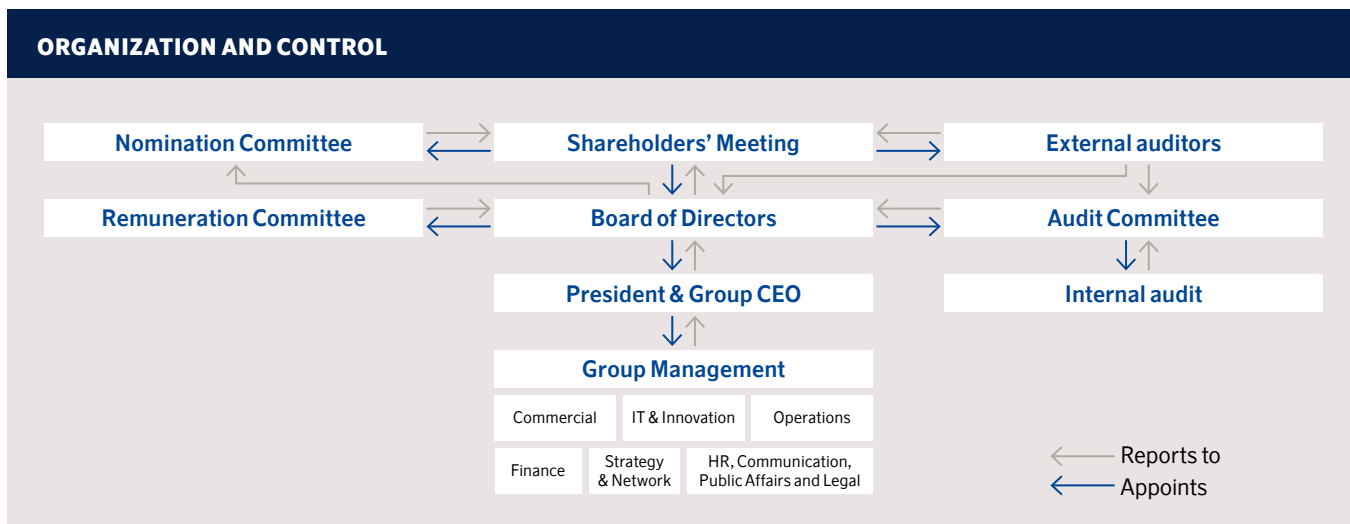 ORGANIZATION AND CONTROL
Nomination Committee
Shareholders’ Meeting
External auditors
Remuneration Committee
Board of Directors
Audit Committee
President & Group CEO
Internal audit
Group Management
Commercial
IT & Innovation
Operations
Finance
Strategy
& Network
HR, Communication,
Public Affairs and Legal
Reports to
Appoints